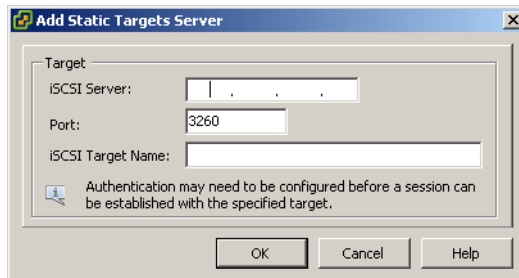 Add Static Targets Server
Target
iSCSI Server:
. . .
Port:
3260
iSCSI Target Name:
Authentication may need to be configured before a session can
be established with the specified target.
OK Cancel Help